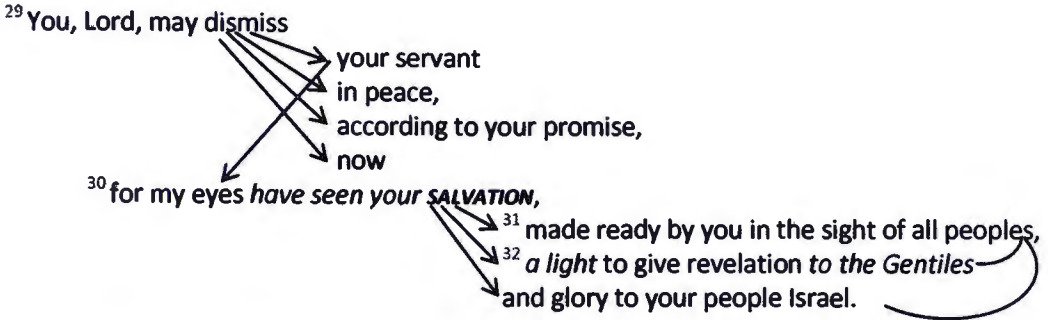 29 You, Lord, may dismiss
your servant
in peace,
according to your promise,
now
30 for my eyes have seen your SALVATION,
31 made ready by you in the sight of all peoples,
32 a light to give revelation to the Gentiles
and glory to your people Israel.